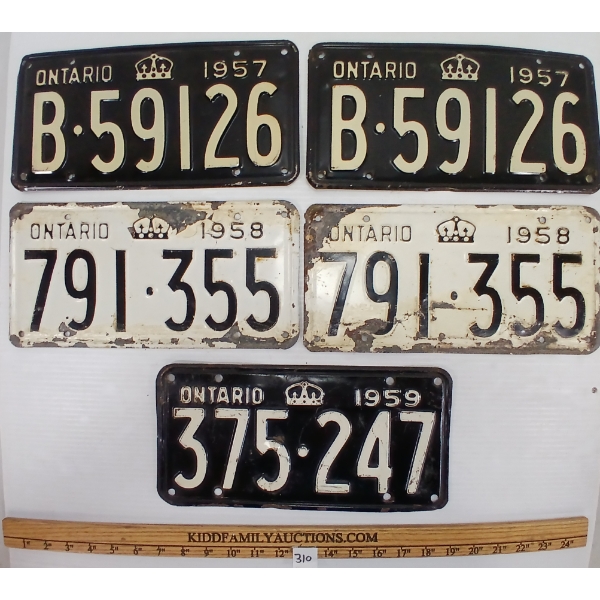 ONTARIO 1957
B·59126
ONTARIO 1957
B·59126
ONTARIO 1958
791·355
ONTARIO 1958
791·355
ONTARIO 1959
375·247
KIDDFAMILYAUCTIONS.COM
1" 2" 3" 4" 5" 6" 7" 8" 9" 10" 11" 12" 14" 15" 16" 17" 18" 19" 20" 21" 22" 23" 24"
310